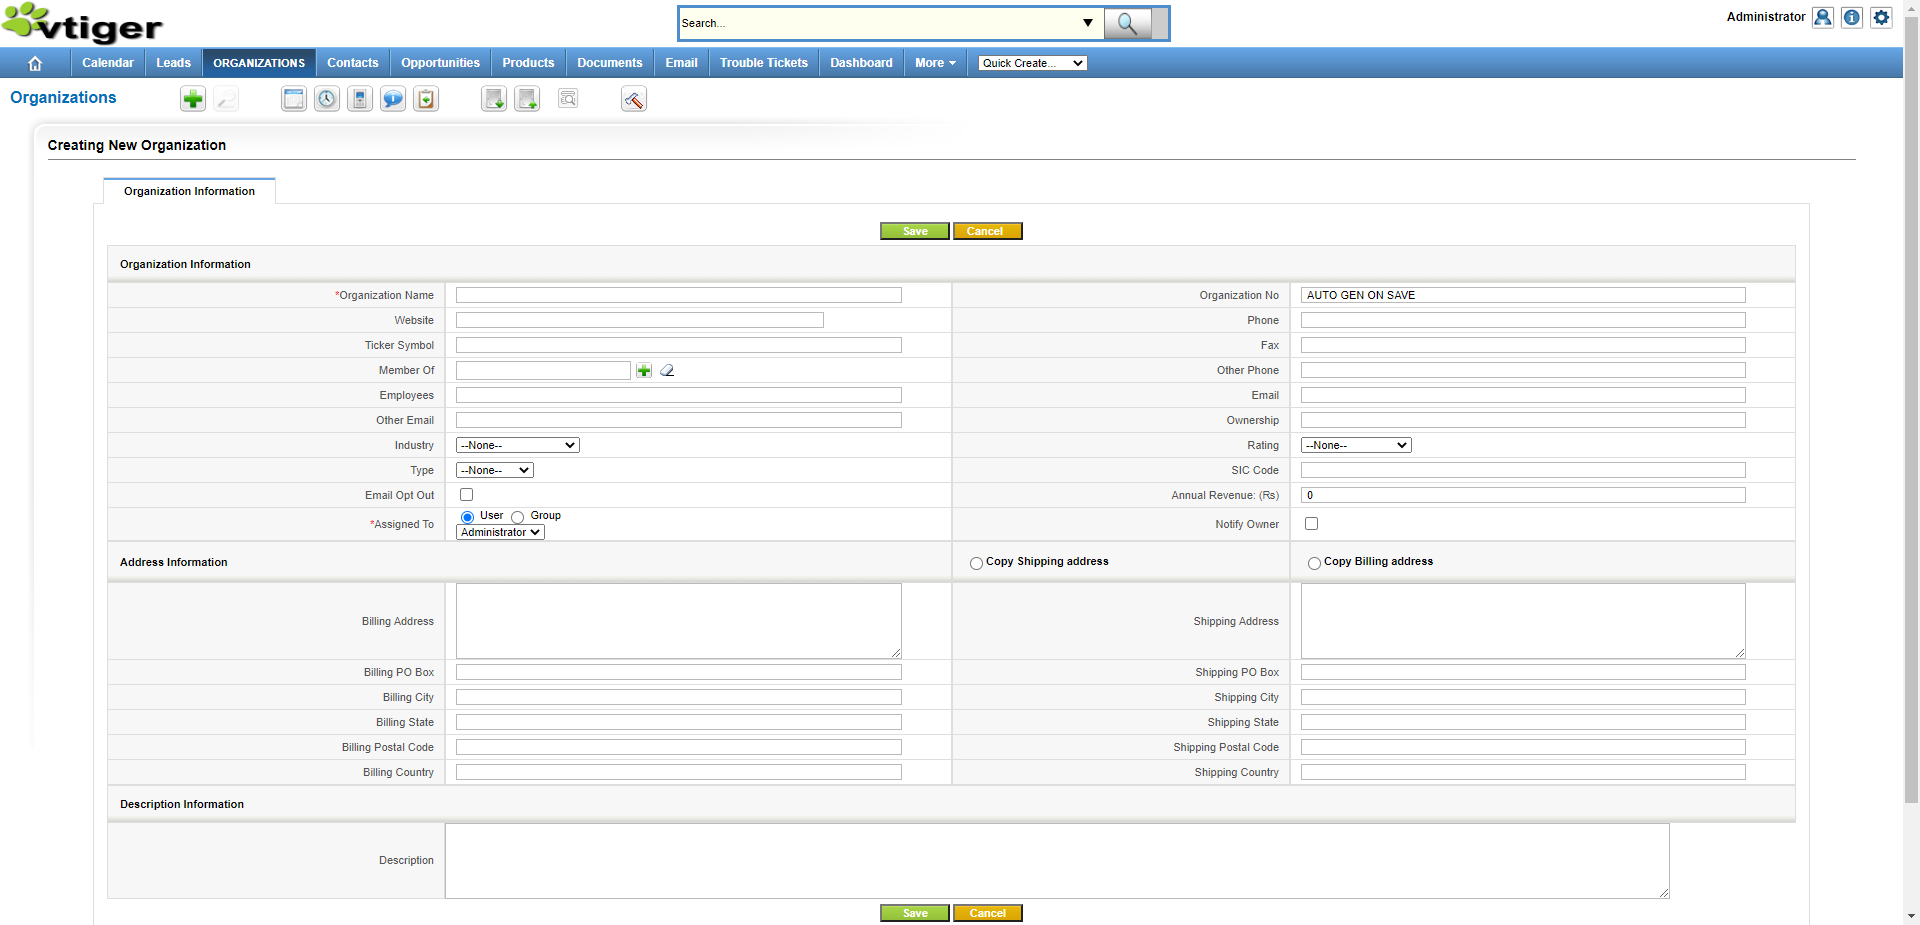 vtiger
Search...
Administrator
Calendar Leads ORGANIZATIONS Contacts Opportunities Products Documents Email Trouble Tickets Dashboard More Quick Create...
Organizations
Creating New Organization
Organization Information
Save Cancel
Organization Information
*Organization Name Organization No AUTO GEN ON SAVE
Website Phone
Ticker Symbol Fax
Member Of Other Phone
Employees Email
Other Email Ownership
Industry --None-- Rating --None--
Type --None-- SIC Code
Email Opt Out Annual Revenue: (Rs) 0
*Assigned To User Group Notify Owner
Administrator
Address Information Copy Shipping address Copy Billing address
Billing Address Shipping Address
Billing PO Box Shipping PO Box
Billing City Shipping City
Billing State Shipping State
Billing Postal Code Shipping Postal Code
Billing Country Shipping Country
Description Information
Description
Save Cancel